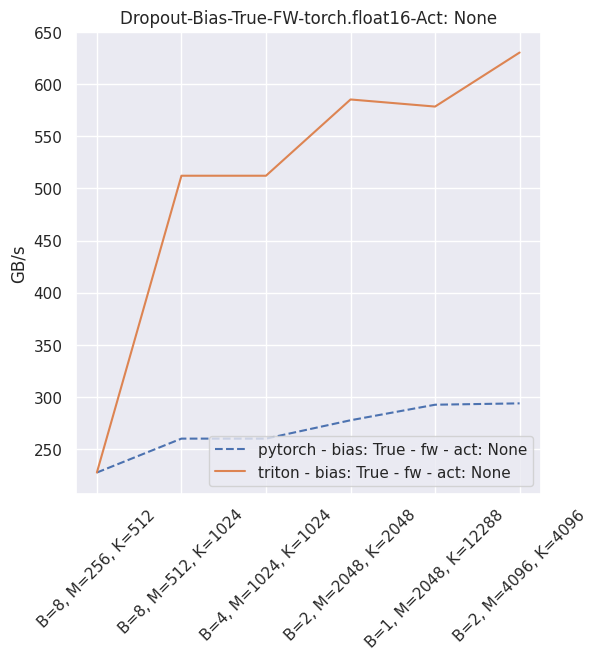 Dropout-Bias-True-FW-torch.float16-Act: None
650
600
550
500
450
400
350
300
250
GB/s
pytorch - bias: True - fw - act: None
triton - bias: True - fw - act: None
B=8, M=256, K=512
B=8, M=512, K=1024
B=4, M=1024, K=1024
B=2, M=2048, K=2048
B=1, M=2048, K=12288
B=2, M=4096, K=4096